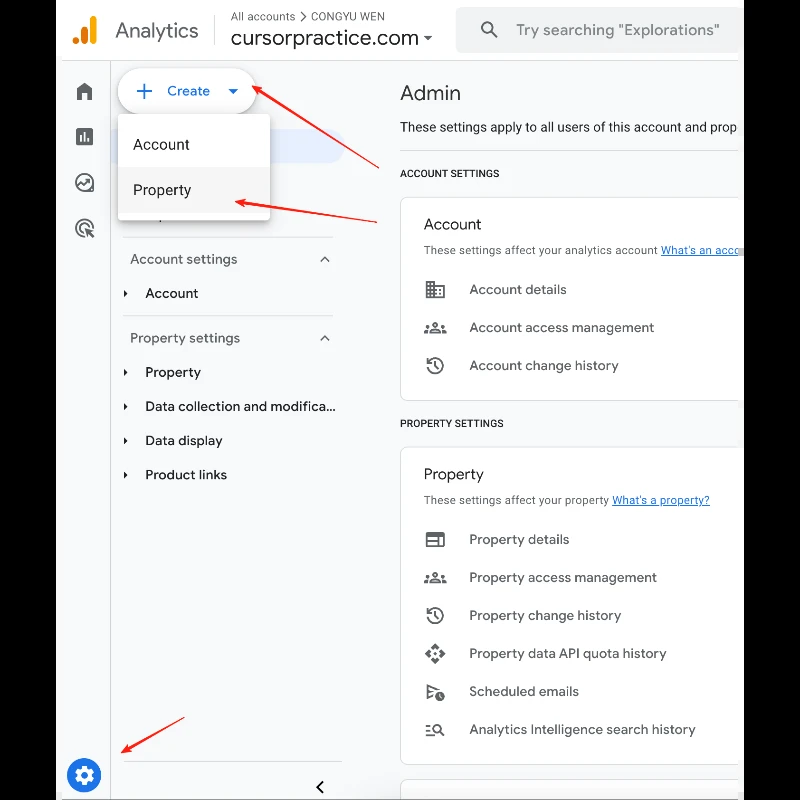 Analytics
All accounts > CONGYU WEN
cursorpractice.com
Try searching "Explorations"
Create
Account
Property
Account settings
Account
Property settings
Property
Data collection and modifica...
Data display
Product links
Admin
These settings apply to all users of this account and prop
ACCOUNT SETTINGS
Account
These settings affect your analytics account What's an acco
Account details
Account access management
Account change history
PROPERTY SETTINGS
Property
These settings affect your property What's a property?
Property details
Property access management
Property change history
Property data API quota history
Scheduled emails
Analytics Intelligence search history